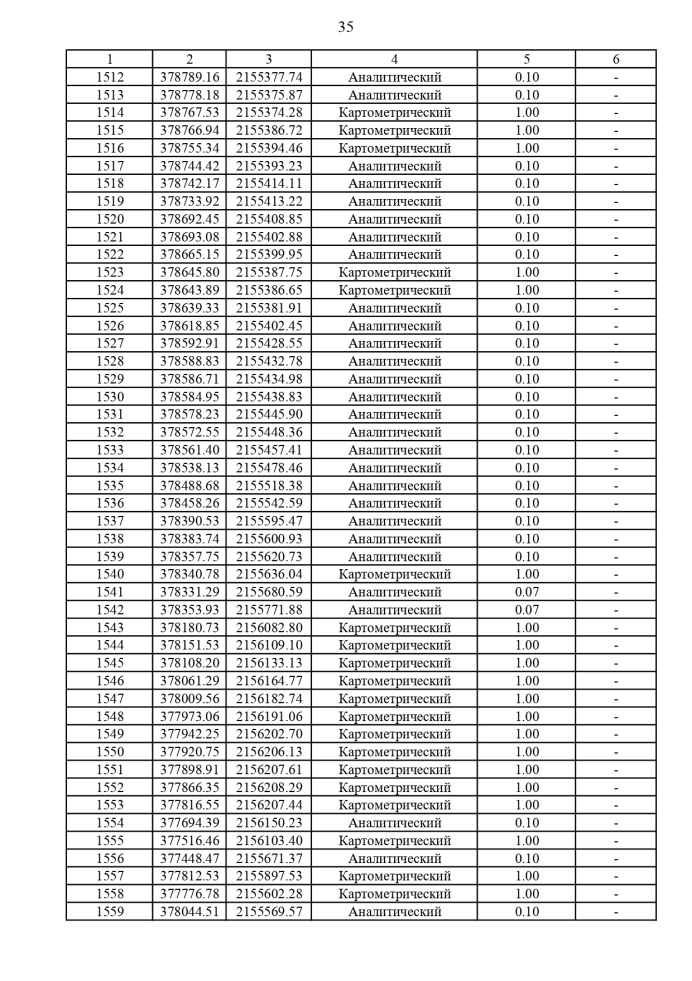 35
1 2 3 4 5 6
1512 378789.16 2155377.74 Аналитический 0.10 -
1513 378778.18 2155375.87 Аналитический 0.10 -
1514 378767.53 2155374.28 Картометрический 1.00 -
1515 378766.94 2155386.72 Картометрический 1.00 -
1516 378755.34 2155394.46 Картометрический 1.00 -
1517 378744.42 2155393.23 Аналитический 0.10 -
1518 378742.17 2155414.11 Аналитический 0.10 -
1519 378733.92 2155413.22 Аналитический 0.10 -
1520 378692.45 2155408.85 Аналитический 0.10 -
1521 378693.08 2155402.88 Аналитический 0.10 -
1522 378665.15 2155399.95 Аналитический 0.10 -
1523 378645.80 2155387.75 Картометрический 1.00 -
1524 378643.89 2155386.65 Картометрический 1.00 -
1525 378639.33 2155381.91 Аналитический 0.10 -
1526 378618.85 2155402.45 Аналитический 0.10 -
1527 378592.91 2155428.55 Аналитический 0.10 -
1528 378588.83 2155432.78 Аналитический 0.10 -
1529 378586.71 2155434.98 Аналитический 0.10 -
1530 378584.95 2155438.83 Аналитический 0.10 -
1531 378578.23 2155445.90 Аналитический 0.10 -
1532 378572.55 2155448.36 Аналитический 0.10 -
1533 378561.40 2155457.41 Аналитический 0.10 -
1534 378538.13 2155478.46 Аналитический 0.10 -
1535 378488.68 2155518.38 Аналитический 0.10 -
1536 378458.26 2155542.59 Аналитический 0.10 -
1537 378390.53 2155595.47 Аналитический 0.10 -
1538 378383.74 2155600.93 Аналитический 0.10 -
1539 378357.75 2155620.73 Аналитический 0.10 -
1540 378340.78 2155636.04 Картометрический 1.00 -
1541 378331.29 2155680.59 Аналитический 0.07 -
1542 378353.93 2155771.88 Аналитический 0.07 -
1543 378180.73 2156082.80 Картометрический 1.00 -
1544 378151.53 2156109.10 Картометрический 1.00 -
1545 378108.20 2156133.13 Картометрический 1.00 -
1546 378061.29 2156164.77 Картометрический 1.00 -
1547 378009.56 2156182.74 Картометрический 1.00 -
1548 377973.06 2156191.06 Картометрический 1.00 -
1549 377942.25 2156202.70 Картометрический 1.00 -
1550 377920.75 2156206.13 Картометрический 1.00 -
1551 377898.91 2156207.61 Картометрический 1.00 -
1552 377866.35 2156208.29 Картометрический 1.00 -
1553 377816.55 2156207.44 Картометрический 1.00 -
1554 377694.39 2156150.23 Аналитический 0.10 -
1555 377516.46 2156103.40 Картометрический 1.00 -
1556 377448.47 2155671.37 Аналитический 0.10 -
1557 377812.53 2155897.53 Картометрический 1.00 -
1558 377776.78 2155602.28 Картометрический 1.00 -
1559 378044.51 2155569.57 Аналитический 0.10 -